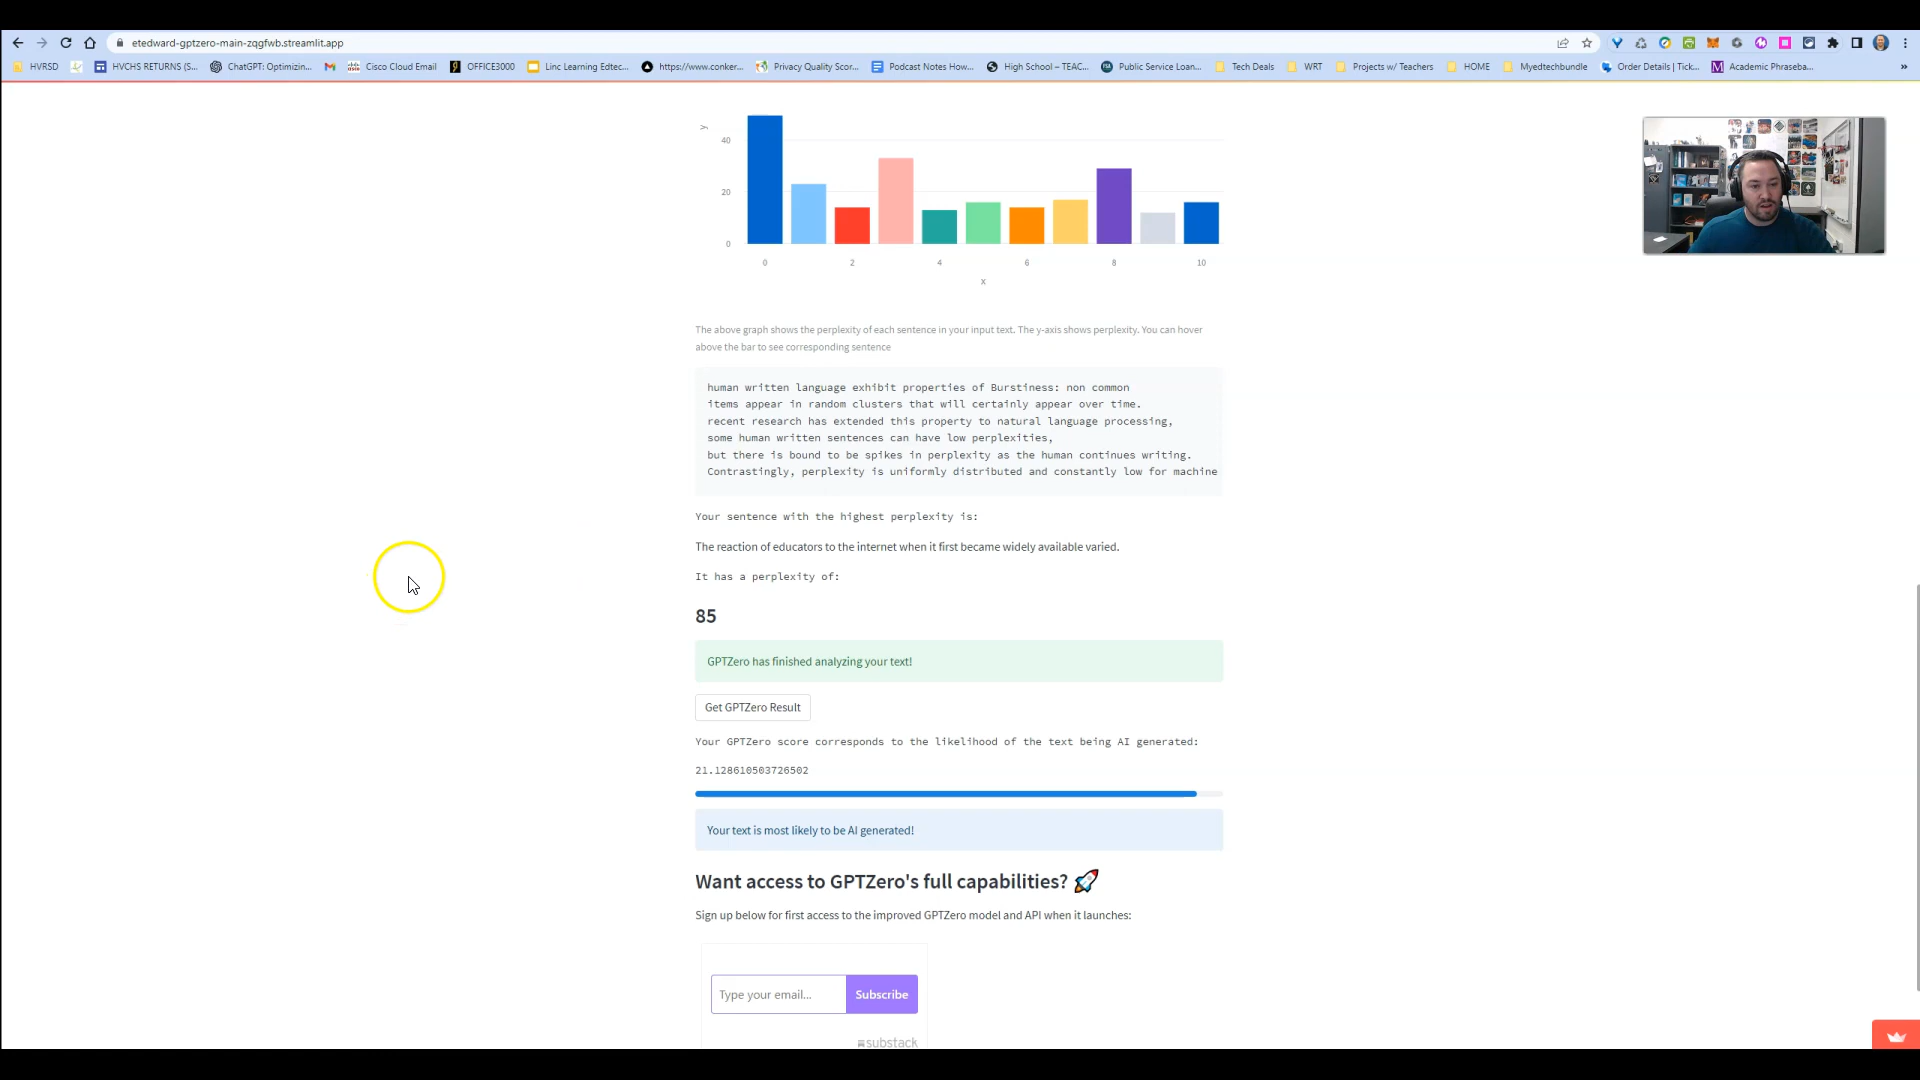 etedward-gptzero-main-zqgfwb.streamlit.app
HVRSD
HVCHS RETURNS (S...
ChatGPT: Optimizin...
Cisco Cloud Email
OFFICE3000
Linc Learning Edtec...
https://www.conker...
Privacy Quality Scor...
Podcast Notes How...
High School – TEAC...
Public Service Loan...
Tech Deals
WRT
Projects w/ Teachers
HOME
Myedtechbundle
Order Details | Tick...
Academic Phraseba...
»
y
40
20
0
0 2 4 6 8 10
x
The above graph shows the perplexity of each sentence in your input text. The y-axis shows perplexity. You can hover
above the bar to see corresponding sentence
human written language exhibit properties of Burstiness: non common
items appear in random clusters that will certainly appear over time.
recent research has extended this property to natural language processing,
some human written sentences can have low perplexities,
but there is bound to be spikes in perplexity as the human continues writing.
Contrastingly, perplexity is uniformly distributed and constantly low for machine
Your sentence with the highest perplexity is:
The reaction of educators to the internet when it first became widely available varied.
It has a perplexity of:
85
GPTZero has finished analyzing your text!
Get GPTZero Result
Your GPTZero score corresponds to the likelihood of the text being AI generated:
21.128610503726502
Your text is most likely to be AI generated!
Want access to GPTZero's full capabilities? 🚀
Sign up below for first access to the improved GPTZero model and API when it launches:
Type your email...
Subscribe
substack